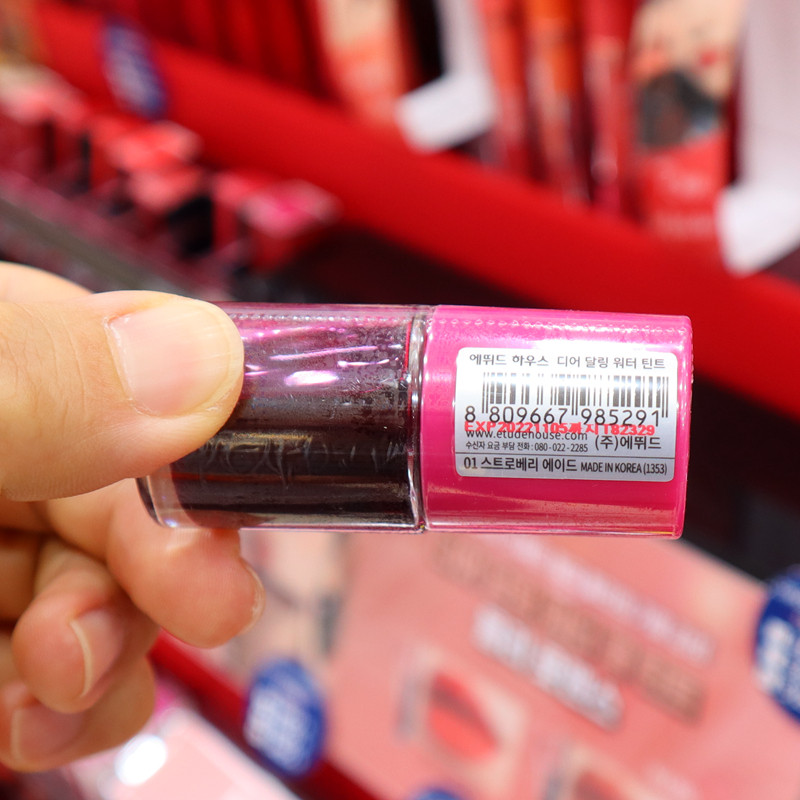 에뛰드 하우스 디어 달링 워터 틴트
8 809667 985291
EXP 20221105까지 182329
www.etudehouse.com (주)에뛰드
수신자 요금 부담 전화 : 080-022-2285
01 스트로베리 에이드 MADE IN KOREA (1353)